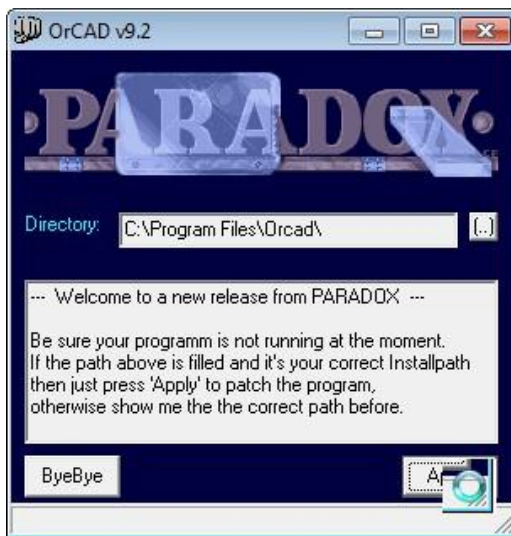 OrCAD v9.2
PARADOX
Directory:
C:\Program Files\Orcad\
(..)
--- Welcome to a new release from PARADOX ---
Be sure your programm is not running at the moment.
If the path above is filled and it's your correct Installpath
then just press 'Apply' to patch the program,
otherwise show me the the correct path before.
ByeBye